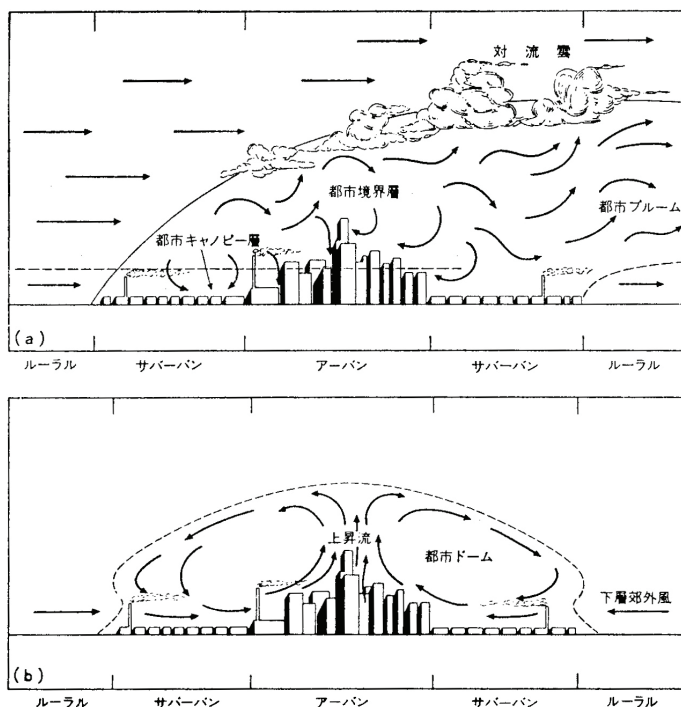 対流雲
都市境界層
都市プルーム
都市キャノピー層
(a)
ルーラル サバーバン アーバン サバーバン ルーラル
上昇流
都市ドーム
下層郊外風
(b)
ルーラル サバーバン アーバン サバーバン ルーラル